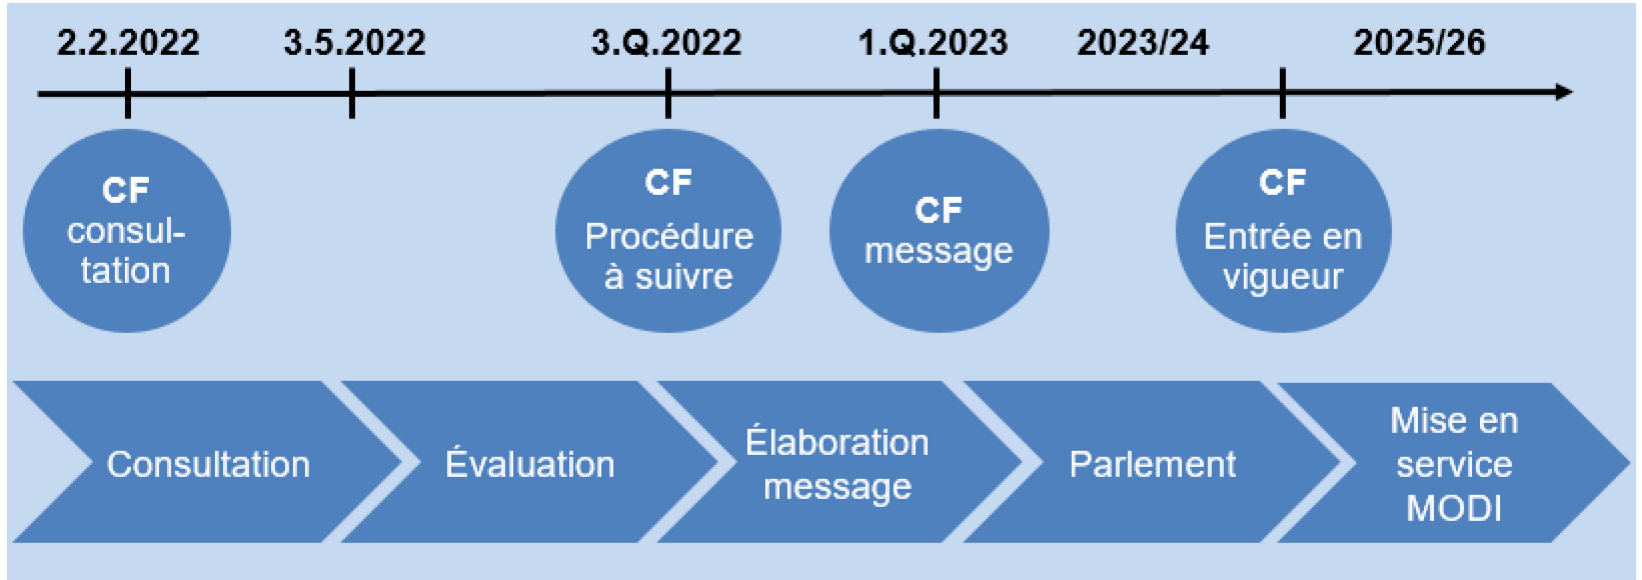 2.2.2022 3.5.2022 3.Q.2022 1.Q.2023 2023/24 2025/26
CF
consul-
tation
CF
Procédure
à suivre
CF
message
CF
Entrée en
vigueur
Consultation
Évaluation
Élaboration
message
Parlement
Mise en
service
MODI